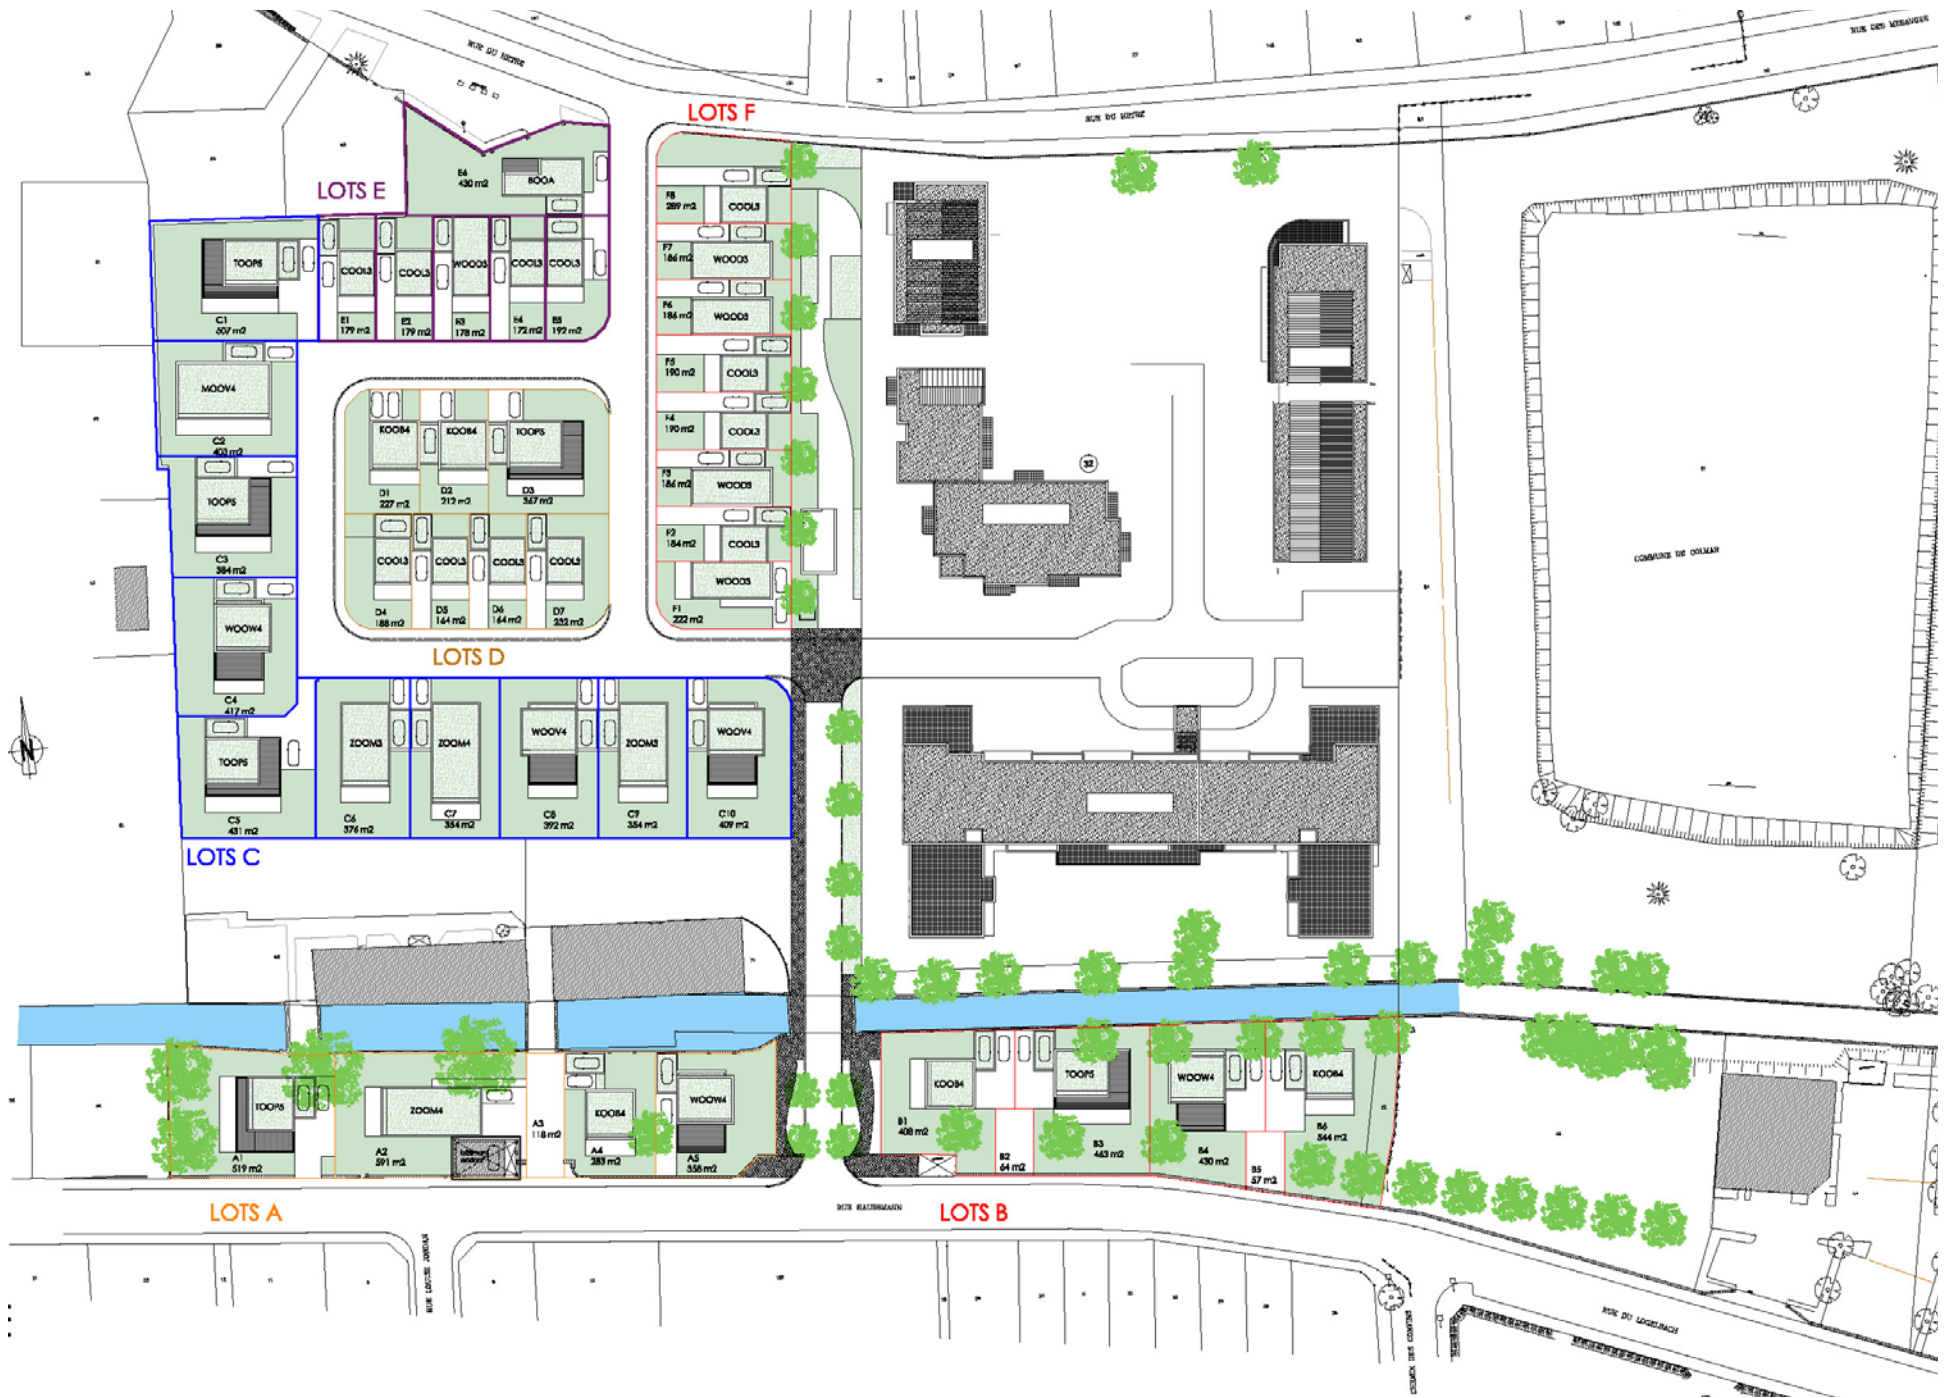 RUE DU HETRE
RUE DES MESANGES
LOTS F
RUE DU HETRE
LOTS E
E6
430 m2
BOOA
F8
289 m2
COOL3
TOOP5
C1
507 m2
COOL3
COOL3
WOOD3
COOL3
COOL3
E1
179 m2
E2
179 m2
E3
178 m2
E4
172 m2
E5
192 m2
F7
186 m2
WOOD3
F6
186 m2
WOOD3
F5
190 m2
COOL3
F4
190 m2
COOL3
F3
186 m2
WOOD3
F2
184 m2
COOL3
WOOD3
F1
222 m2
MOOV4
C2
403 m2
KOOB4
KOOB4
TOOP5
D1
227 m2
D2
212 m2
D3
367 m2
TOOP5
C3
384 m2
COOL3
COOL3
COOL3
COOL3
D4
188 m2
D5
164 m2
D6
164 m2
D7
232 m2
32
COMMUNE DE COLMAR
WOOW4
C4
417 m2
LOTS D
N
TOOP5
C5
431 m2
ZOOM3
C6
376 m2
ZOOM4
C7
354 m2
WOOV4
C8
392 m2
ZOOM3
C9
354 m2
WOOV4
C10
409 m2
LOTS C
TOOP5
A1
519 m2
ZOOM4
A2
591 m2
A3
118 m2
KOOB4
A4
283 m2
WOOW4
A5
358 m2
KOOB4
B1
408 m2
B2
64 m2
TOOP5
B3
463 m2
WOOW4
B4
430 m2
B5
57 m2
KOOB4
B6
544 m2
LOTS A
RUE HAUSSMANN
LOTS B
RUE LOUISE JORDAN
RUE DU LOGELBACH